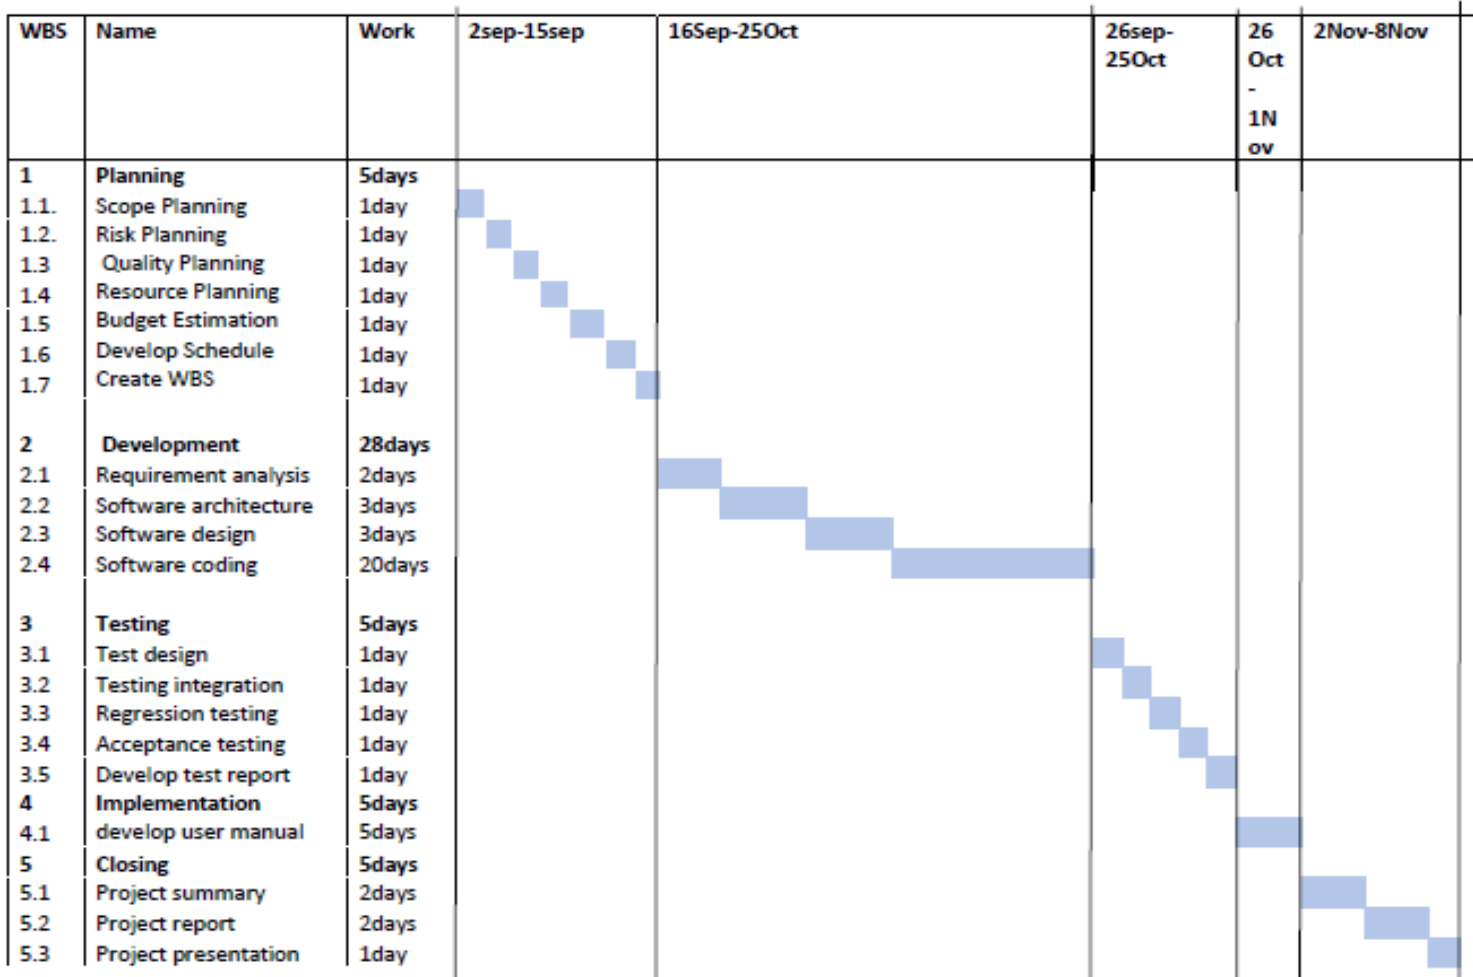 WBS Name Work 2sep-15sep 16Sep-25Oct 26sep- 26 2Nov-8Nov
25Oct Oct
-
1N
ov
1 Planning 5days
1.1. Scope Planning 1day
1.2. Risk Planning 1day
1.3 Quality Planning 1day
1.4 Resource Planning 1day
1.5 Budget Estimation 1day
1.6 Develop Schedule 1day
1.7 Create WBS 1day
2 Development 28days
2.1 Requirement analysis 2days
2.2 Software architecture 3days
2.3 Software design 3days
2.4 Software coding 20days
3 Testing 5days
3.1 Test design 1day
3.2 Testing integration 1day
3.3 Regression testing 1day
3.4 Acceptance testing 1day
3.5 Develop test report 1day
4 Implementation 5days
4.1 develop user manual 5days
5 Closing 5days
5.1 Project summary 2days
5.2 Project report 2days
5.3 Project presentation 1day